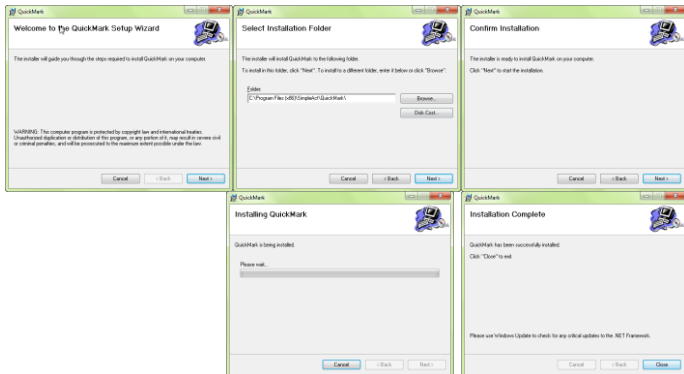 QuickMark
Welcome to the QuickMark Setup Wizard
The installer will guide you through the steps required to install QuickMark on your computer.
WARNING: This computer program is protected by copyright law and international treaties.
Unauthorized duplication or distribution of this program, or any portion of it, may result in severe civil
or criminal penalties, and will be prosecuted to the maximum extent possible under the law.
Cancel
< Back
Next >
QuickMark
Select Installation Folder
The installer will install QuickMark to the following folder.
To install in this folder, click "Next". To install to a different folder, enter it below or click "Browse".
Folder:
C:\Program Files (x86)\SimpleAct\QuickMark\
Browse...
Disk Cost...
Cancel
< Back
Next >
QuickMark
Confirm Installation
The installer is ready to install QuickMark on your computer.
Click "Next" to start the installation.
Cancel
< Back
Next >
QuickMark
Installing QuickMark
QuickMark is being installed.
Please wait...
Cancel
< Back
Next >
QuickMark
Installation Complete
QuickMark has been successfully installed.
Click "Close" to exit.
Please use Windows Update to check for any critical updates to the .NET Framework.
Cancel
< Back
Close